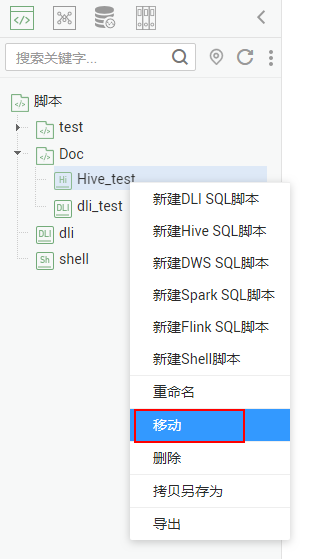 搜索关键字...
脚本
test
Doc
Hi Hive_test
DLI dli_test
DLI dli
Sh shell
新建DLI SQL脚本
新建Hive SQL脚本
新建DWS SQL脚本
新建Spark SQL脚本
新建Flink SQL脚本
新建Shell脚本
重命名
移动
删除
拷贝另存为
导出